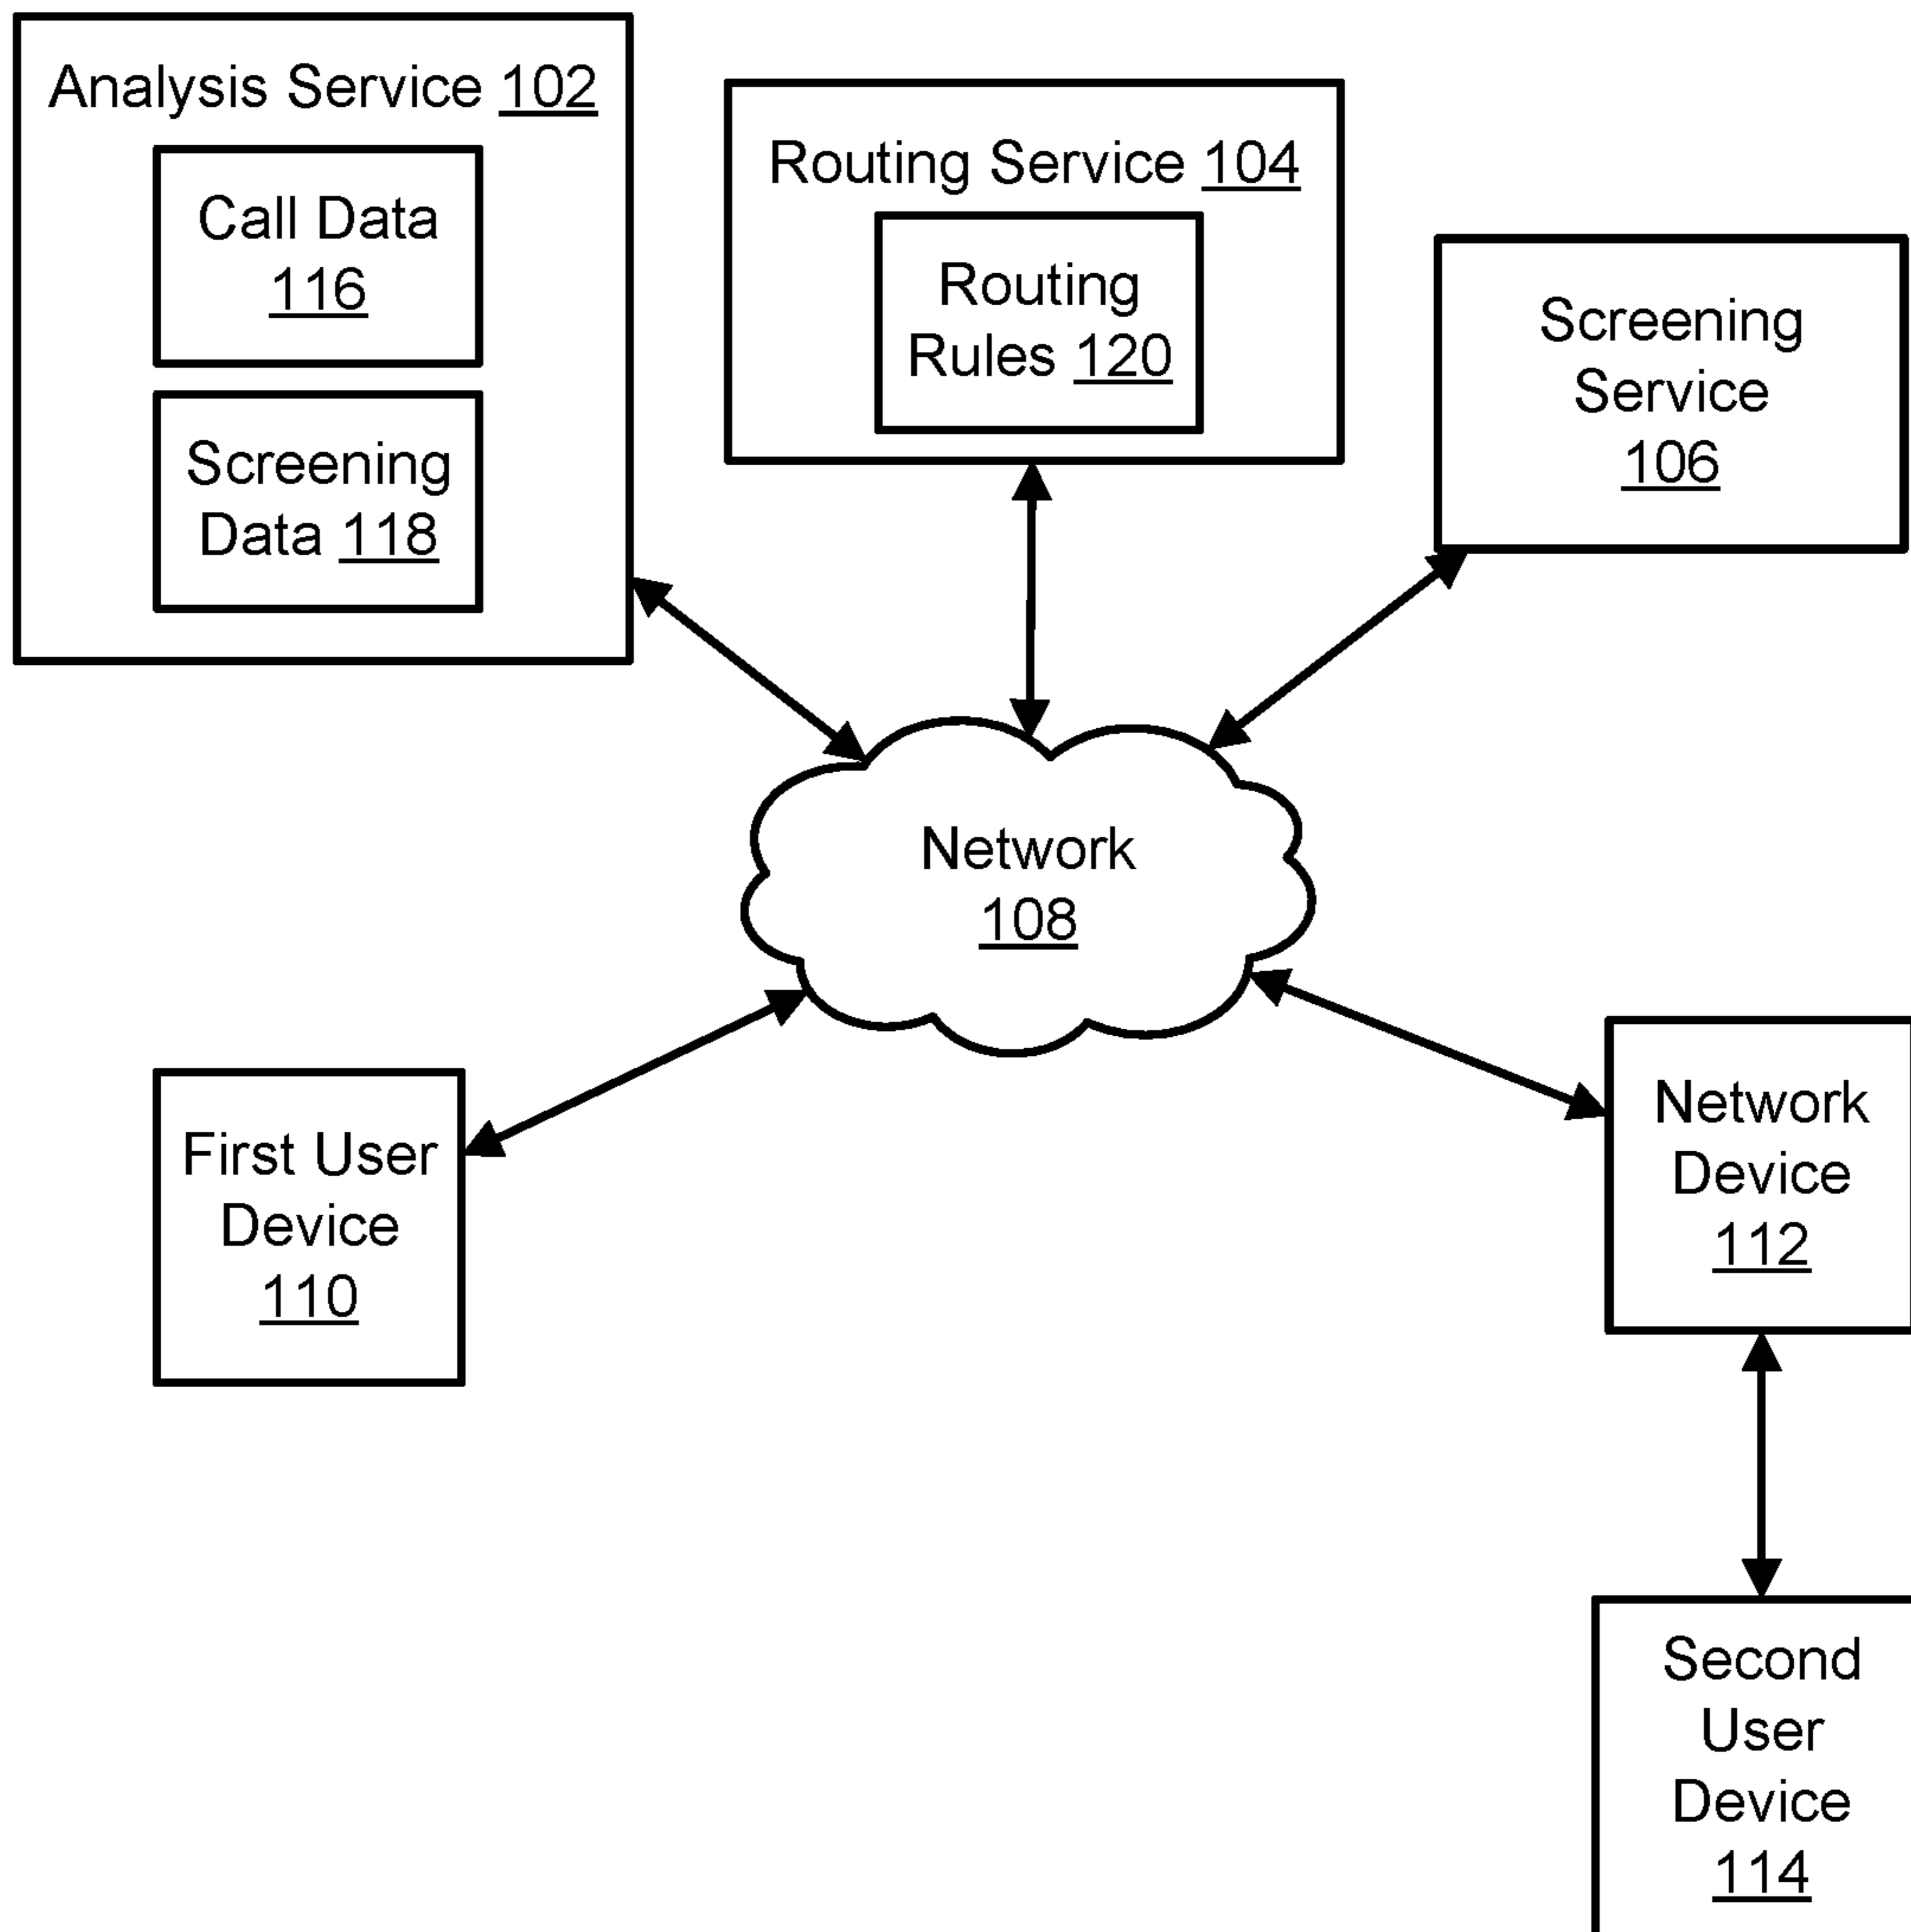 Analysis Service 102
Call Data
116
Screening
Data 118
Routing Service 104
Routing
Rules 120
Screening
Service
106
Network
108
First User
Device
110
Network
Device
112
Second
User
Device
114